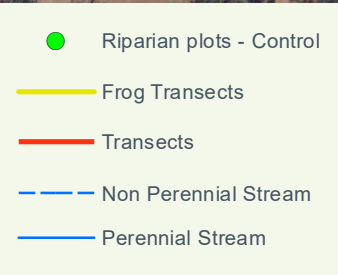 Riparian plots - Control
Frog Transects
Transects
Non Perennial Stream
Perennial Stream